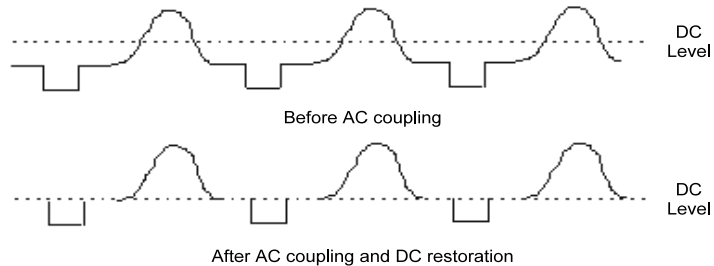 DC
Level
Before AC coupling
DC
Level
After AC coupling and DC restoration